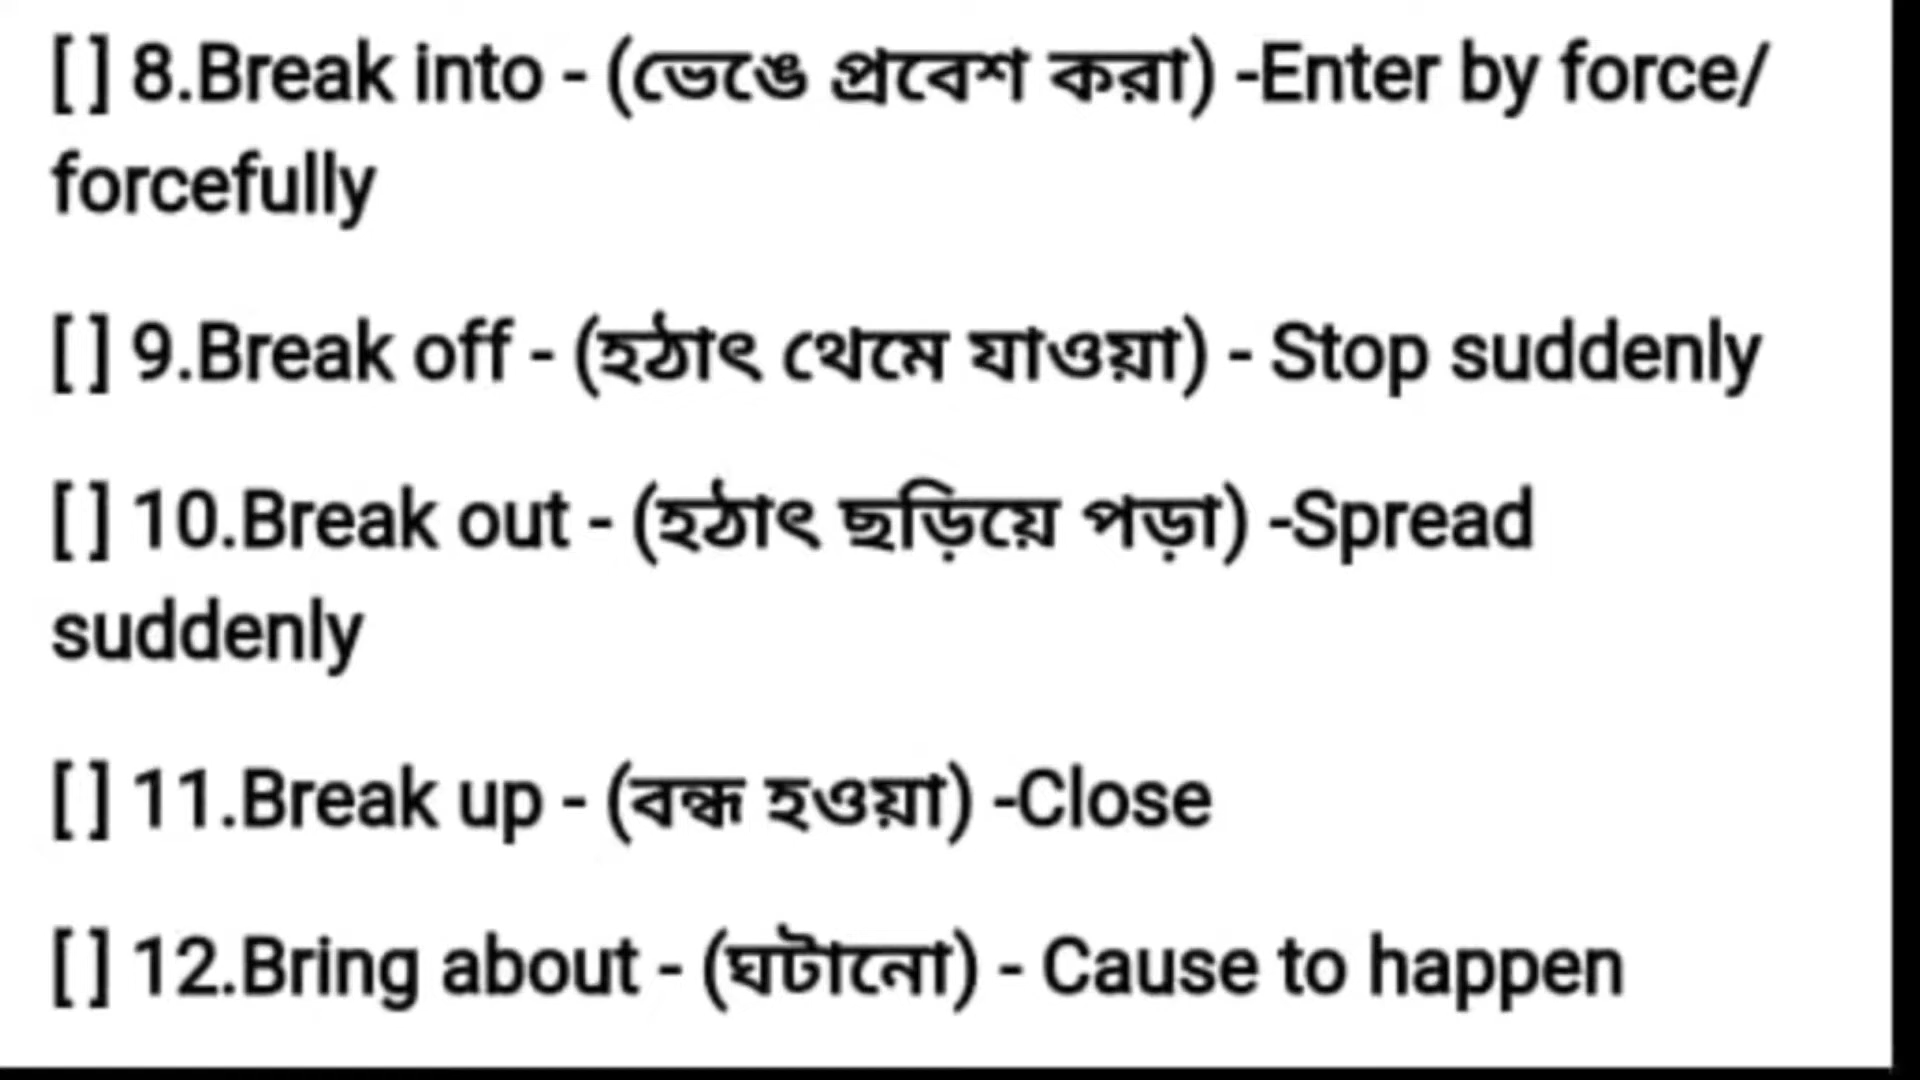 [ ] 8.Break into - (ভেঙে প্রবেশ করা) -Enter by force/
forcefully
[ ] 9.Break off - (হঠাৎ থেমে যাওয়া) - Stop suddenly
[ ] 10.Break out - (হঠাৎ ছড়িয়ে পড়া) -Spread
suddenly
[ ] 11.Break up - (বন্ধ হওয়া) -Close
[ ] 12.Bring about - (ঘটানো) - Cause to happen